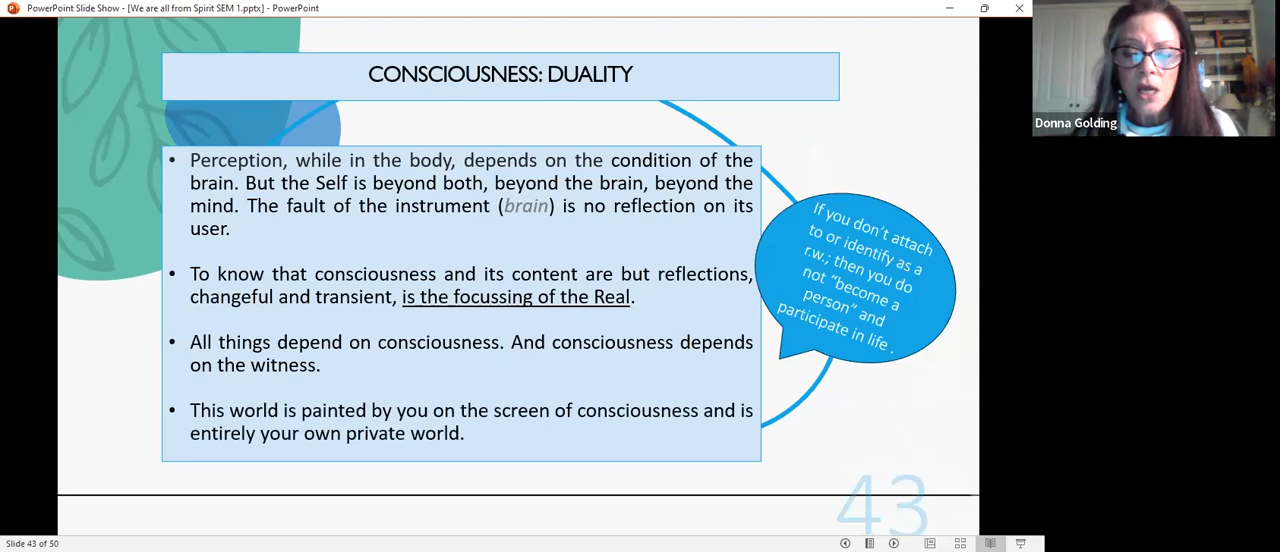 PowerPoint Slide Show - [We are all from Spirit SEM 1.pptx] - PowerPoint
Donna Golding
CONSCIOUSNESS: DUALITY
• Perception, while in the body, depends on the condition of the
brain. But the Self is beyond both, beyond the brain, beyond the
mind. The fault of the instrument (brain) is no reflection on its
user.
• To know that consciousness and its content are but reflections,
changeful and transient, is the focussing of the Real.
• All things depend on consciousness. And consciousness depends
on the witness.
• This world is painted by you on the screen of consciousness and is
entirely your own private world.
If you don´t attach
to or identify as a
r.w.; then you do
not “become a
person” and
participate in life .
43
Slide 43 of 50